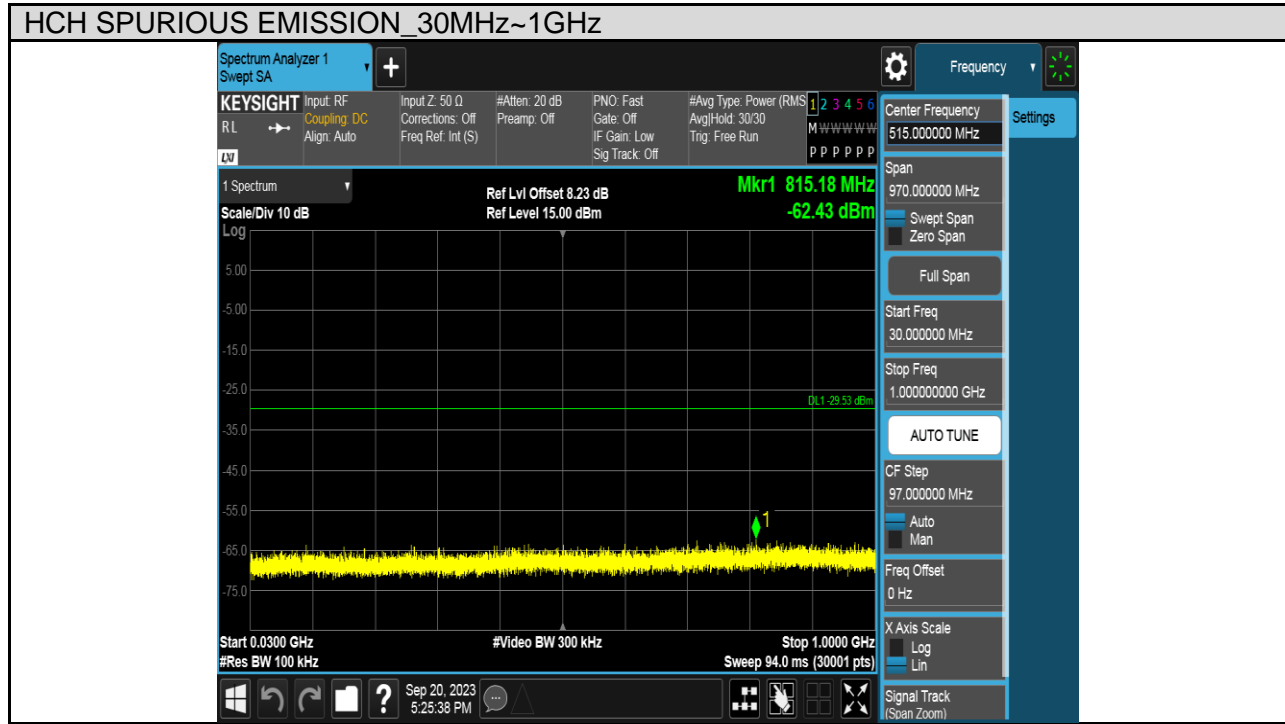 HCH SPURIOUS EMISSION_30MHz~1GHz
Spectrum Analyzer 1
Swept SA
+
Frequency
KEYSIGHT
RL
LXI
Input: RF
Coupling: DC
Align: Auto
Input Z: 50 Ω
Corrections: Off
Freq Ref: Int (S)
#Atten: 20 dB
Preamp: Off
PNO: Fast
Gate: Off
IF Gain: Low
Sig Track: Off
#Avg Type: Power (RMS
Avg|Hold: 30/30
Trig: Free Run
1 2 3 4 5 6
M W W W W W
P P P P P P
1 Spectrum
Scale/Div 10 dB
Ref Lvl Offset 8.23 dB
Ref Level 15.00 dBm
Mkr1 815.18 MHz
-62.43 dBm
Log
5.00
-5.00
-15.0
-25.0
DL1 -29.53 dBm
-35.0
-45.0
-55.0
1
-65.0
-75.0
Start 0.0300 GHz
#Res BW 100 kHz
#Video BW 300 kHz
Stop 1.0000 GHz
Sweep 94.0 ms (30001 pts)
?
Sep 20, 2023
5:25:38 PM
Center Frequency
515.000000 MHz
Settings
Span
970.000000 MHz
Swept Span
Zero Span
Full Span
Start Freq
30.000000 MHz
Stop Freq
1.000000000 GHz
AUTO TUNE
CF Step
97.000000 MHz
Auto
Man
Freq Offset
0 Hz
X Axis Scale
Log
Lin
Signal Track
(Span Zoom)